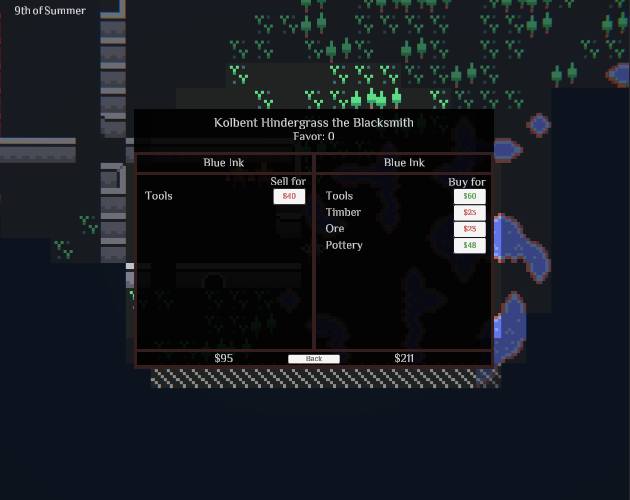 9th of Summer
Kolbent Hindergrass the Blacksmith
Favor: 0
Blue Ink
Blue Ink
Sell for
Tools $40
Buy for
Tools $60
Timber $25
Ore $25
Pottery $48
$95
Back
$211